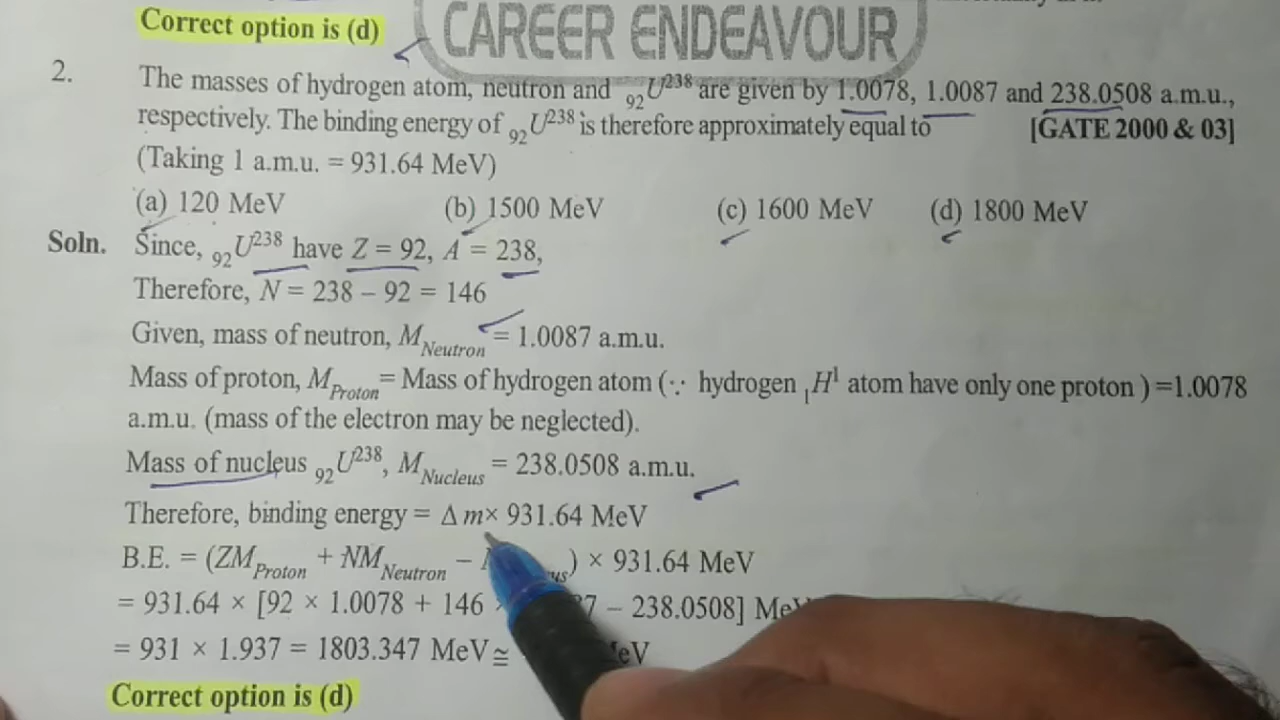 Correct option is (d)
CAREER ENDEAVOUR
2. The masses of hydrogen atom, neutron and ₉₂U²³⁸ are given by 1.0078, 1.0087 and 238.0508 a.m.u.,
respectively. The binding energy of ₉₂U²³⁸ is therefore approximately equal to [GATE 2000 & 03]
(Taking 1 a.m.u. = 931.64 MeV)
(a) 120 MeV (b) 1500 MeV (c) 1600 MeV (d) 1800 MeV
Soln. Since, ₉₂U²³⁸ have Z = 92, A = 238,
Therefore, N = 238 – 92 = 146
Given, mass of neutron, M_Neutron = 1.0087 a.m.u.
Mass of proton, M_Proton = Mass of hydrogen atom (∵ hydrogen ₁H¹ atom have only one proton ) =1.0078
a.m.u. (mass of the electron may be neglected).
Mass of nucleus ₉₂U²³⁸, M_Nucleus = 238.0508 a.m.u.
Therefore, binding energy = Δm× 931.64 MeV
B.E. = (ZM_Proton + NM_Neutron – ) × 931.64 MeV
= 931.64 × [92 × 1.0078 + 146 – 238.0508] MeV
= 931 × 1.937 = 1803.347 MeV ≅
Correct option is (d)